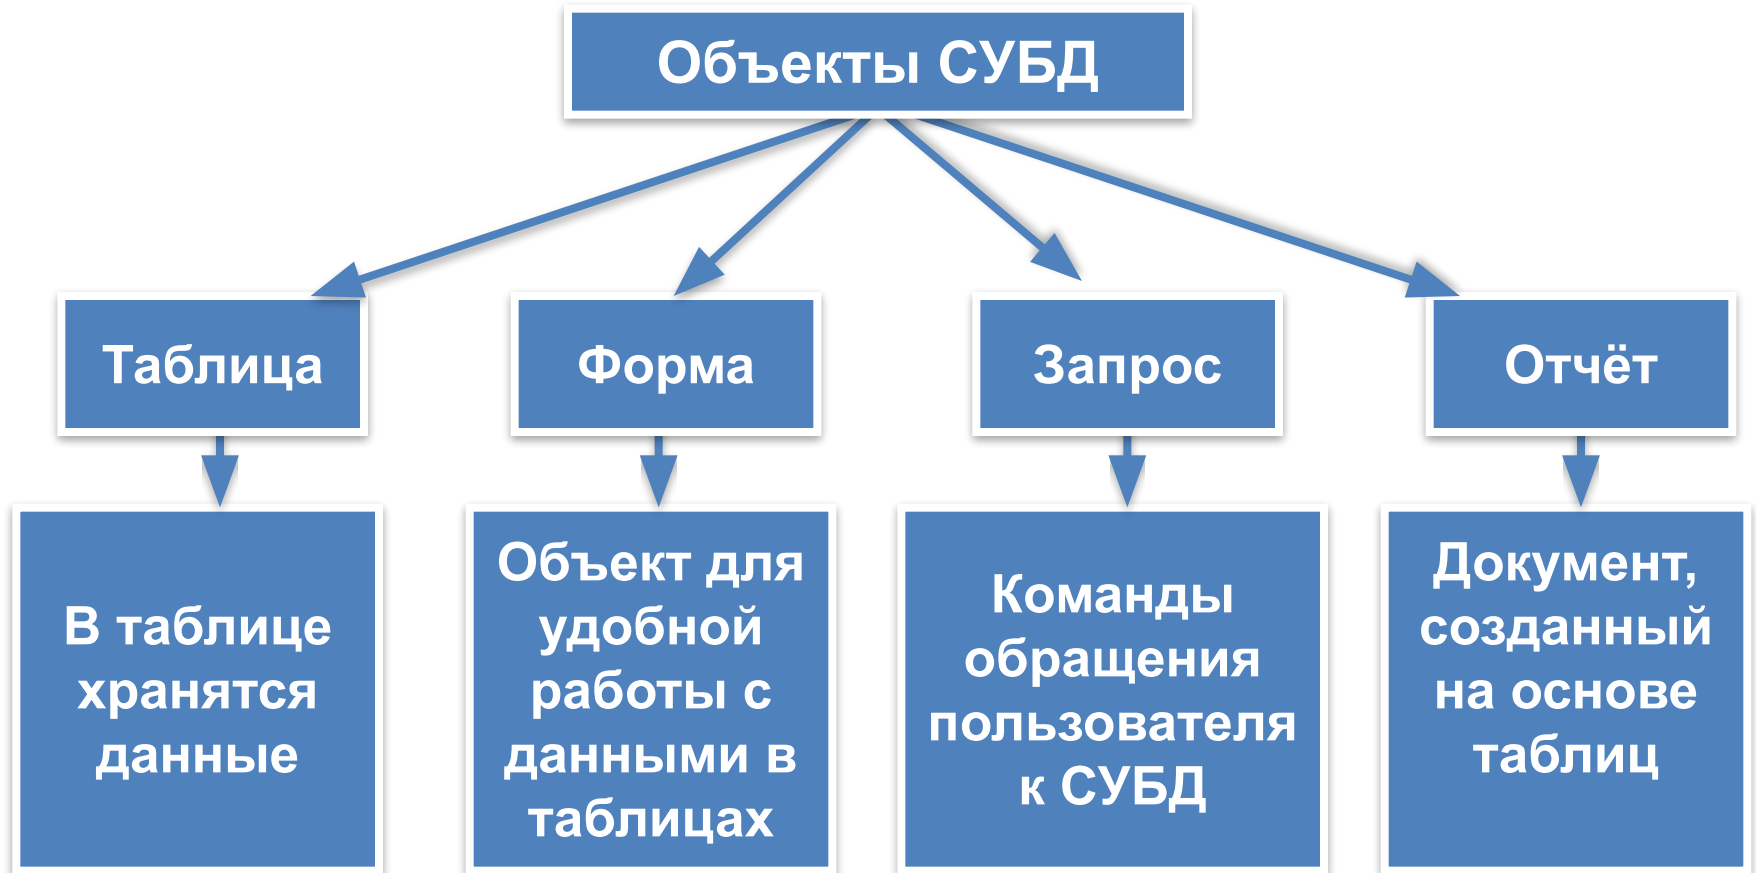 Объекты СУБД
Таблица
Форма
Запрос
Отчёт
В таблице
хранятся
данные
Объект для
удобной
работы с
данными в
таблицах
Команды
обращения
пользователя
к СУБД
Документ,
созданный
на основе
таблиц